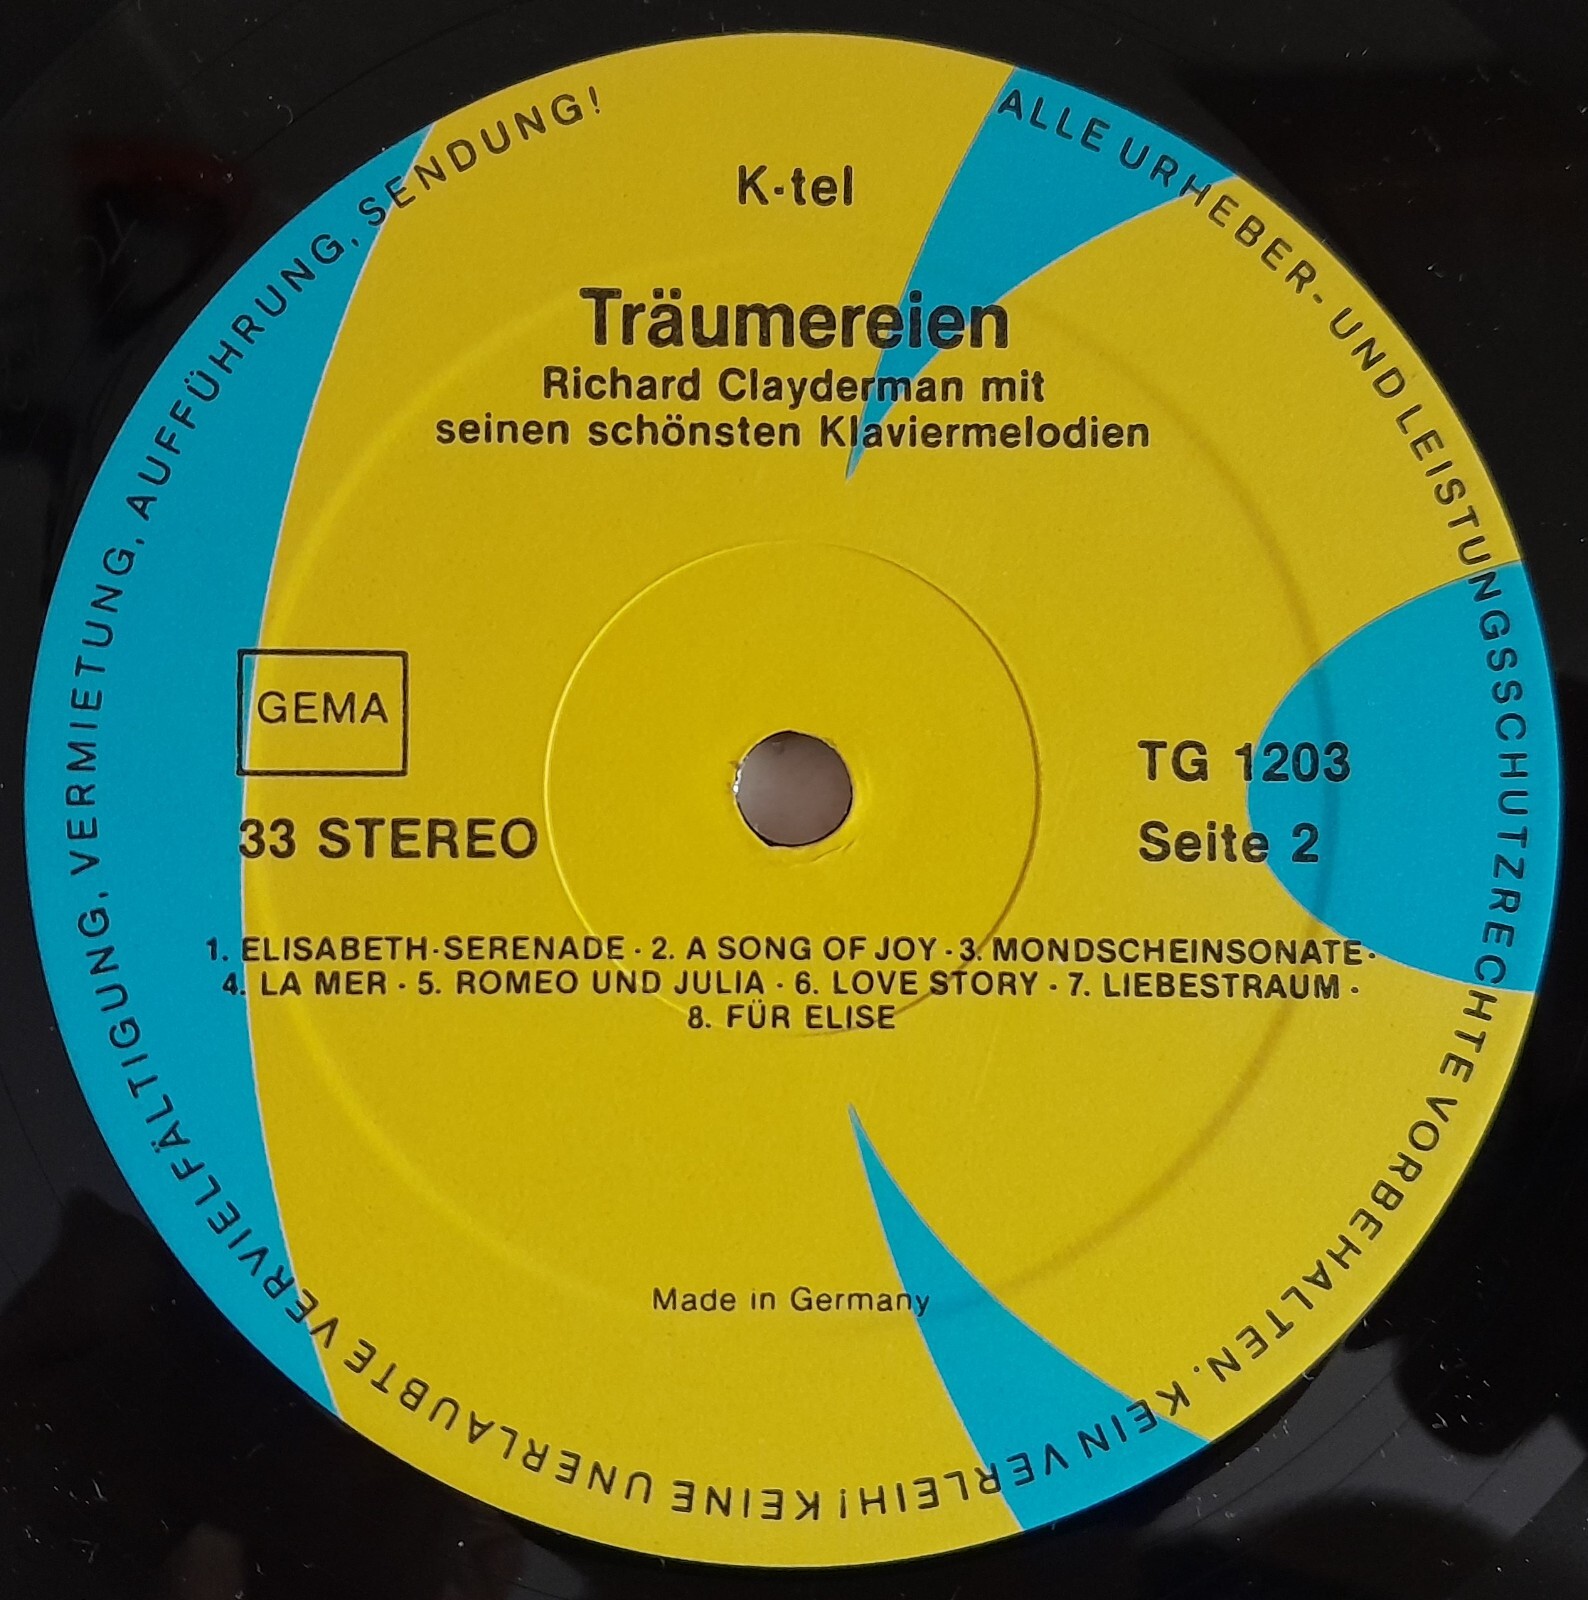 K-tel
Träumereien
Richard Clayderman mit
seinen schönsten Klaviermelodien
GEMA
33 STEREO
TG 1203
Seite 2
1. ELISABETH-SERENADE · 2. A SONG OF JOY · 3. MONDSCHEINSONATE ·
4. LA MER · 5. ROMEO UND JULIA · 6. LOVE STORY · 7. LIEBESTRAUM ·
8. FÜR ELISE
Made in Germany
ALLE URHEBER- UND LEISTUNGSSCHUTZRECHTE VORBEHALTEN. KEIN VERLEIH! KEINE UNERLAUBTE VERVIELFÄLTIGUNG, VERMIETUNG, AUFFÜHRUNG, SENDUNG!